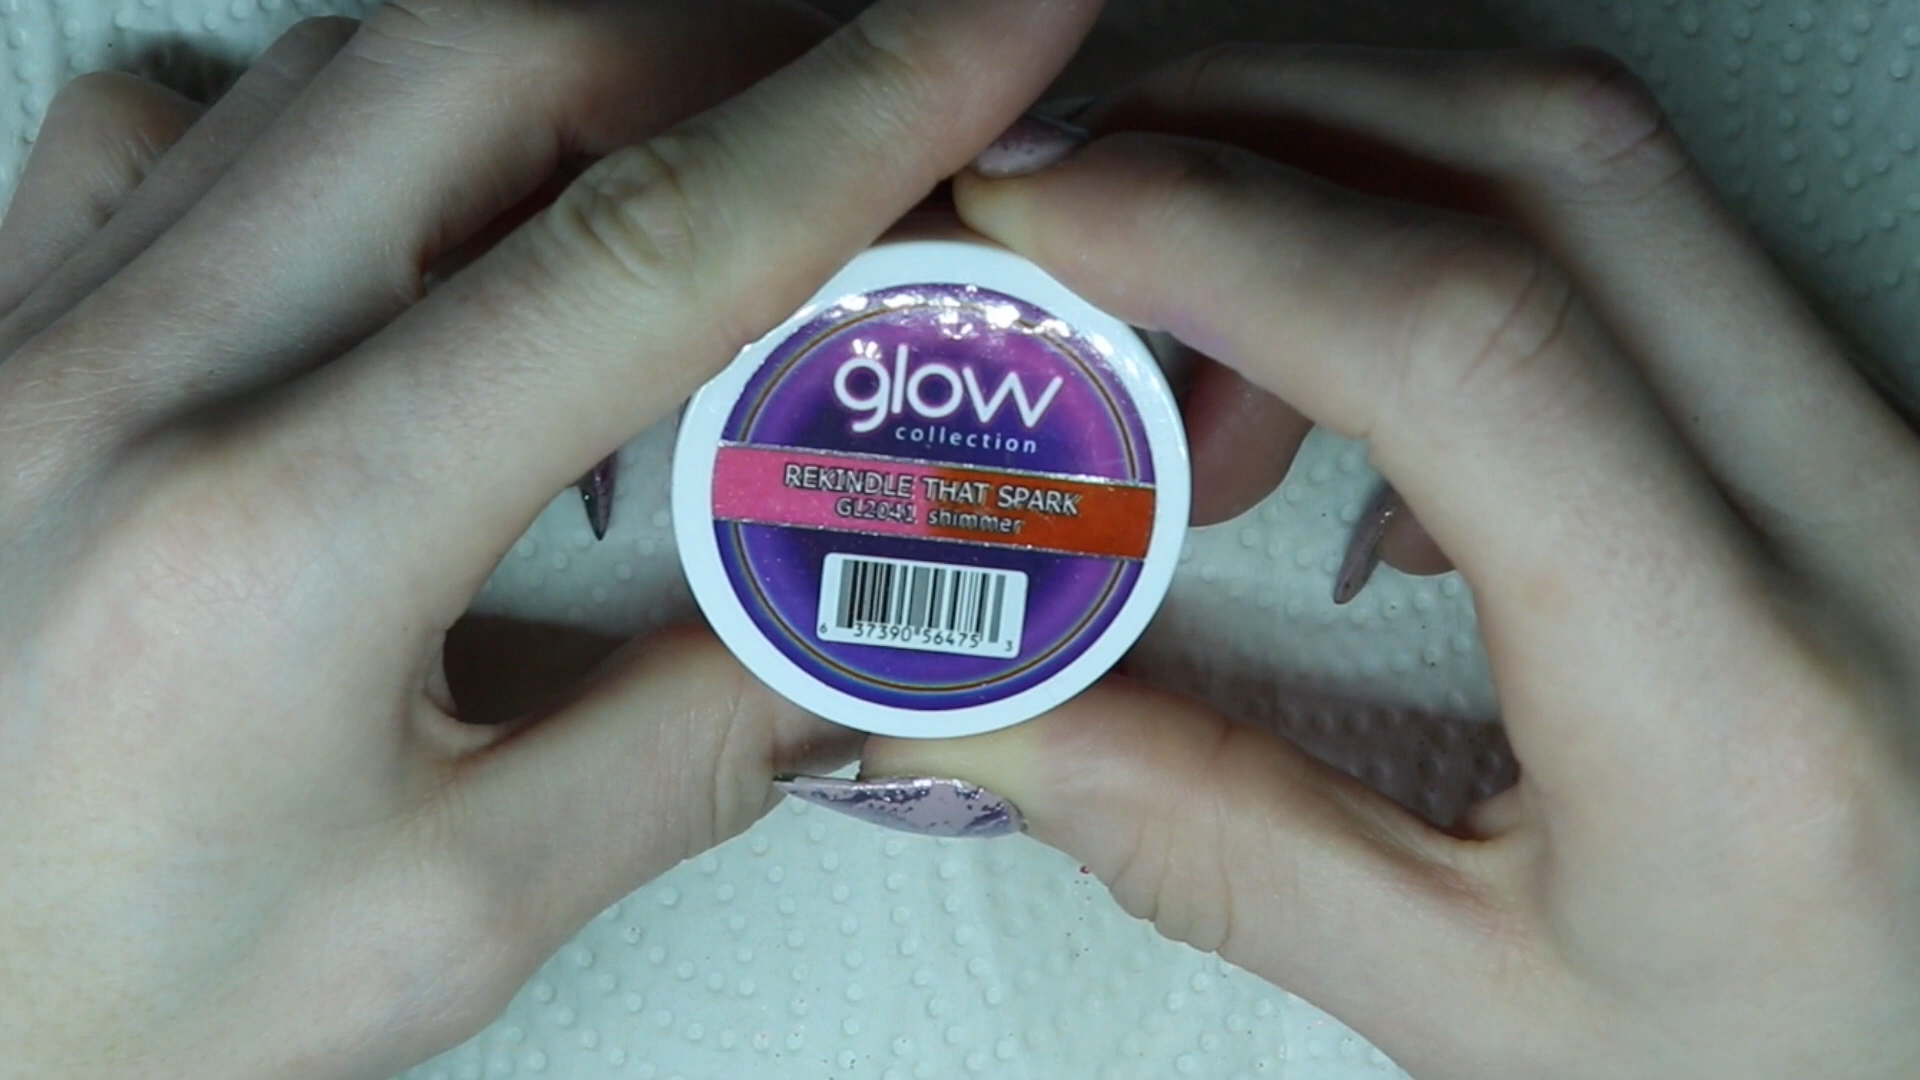 glow
collection
REKINDLE THAT SPARK
GL2041 shimmer
6 37390 56475 3